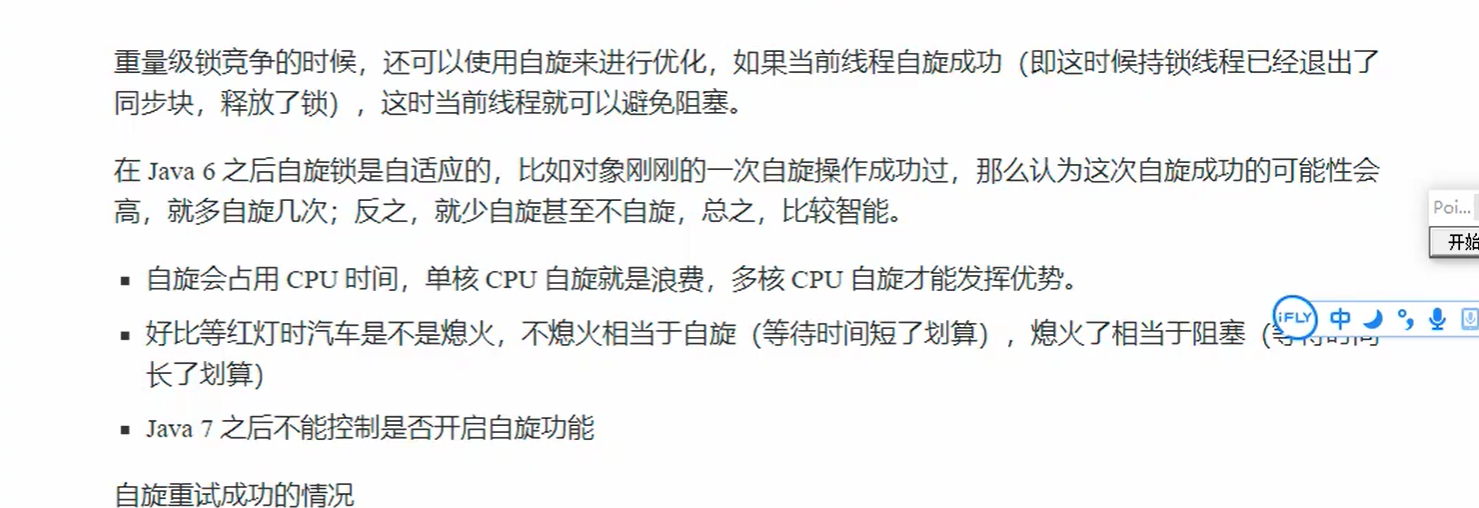 重量级锁竞争的时候，还可以使用自旋来进行优化，如果当前线程自旋成功（即这时候持锁线程已经退出了
同步块，释放了锁），这时当前线程就可以避免阻塞。
在 Java 6 之后自旋锁是自适应的，比如对象刚刚的一次自旋操作成功过，那么认为这次自旋成功的可能性会
高，就多自旋几次；反之，就少自旋甚至不自旋，总之，比较智能。
Poi...
开始
▪ 自旋会占用 CPU 时间，单核 CPU 自旋就是浪费，多核 CPU 自旋才能发挥优势。
iFLY 中
▪ 好比等红灯时汽车是不是熄火，不熄火相当于自旋（等待时间短了划算），熄火了相当于阻塞（等待时间
长了划算）
▪ Java 7 之后不能控制是否开启自旋功能
自旋重试成功的情况